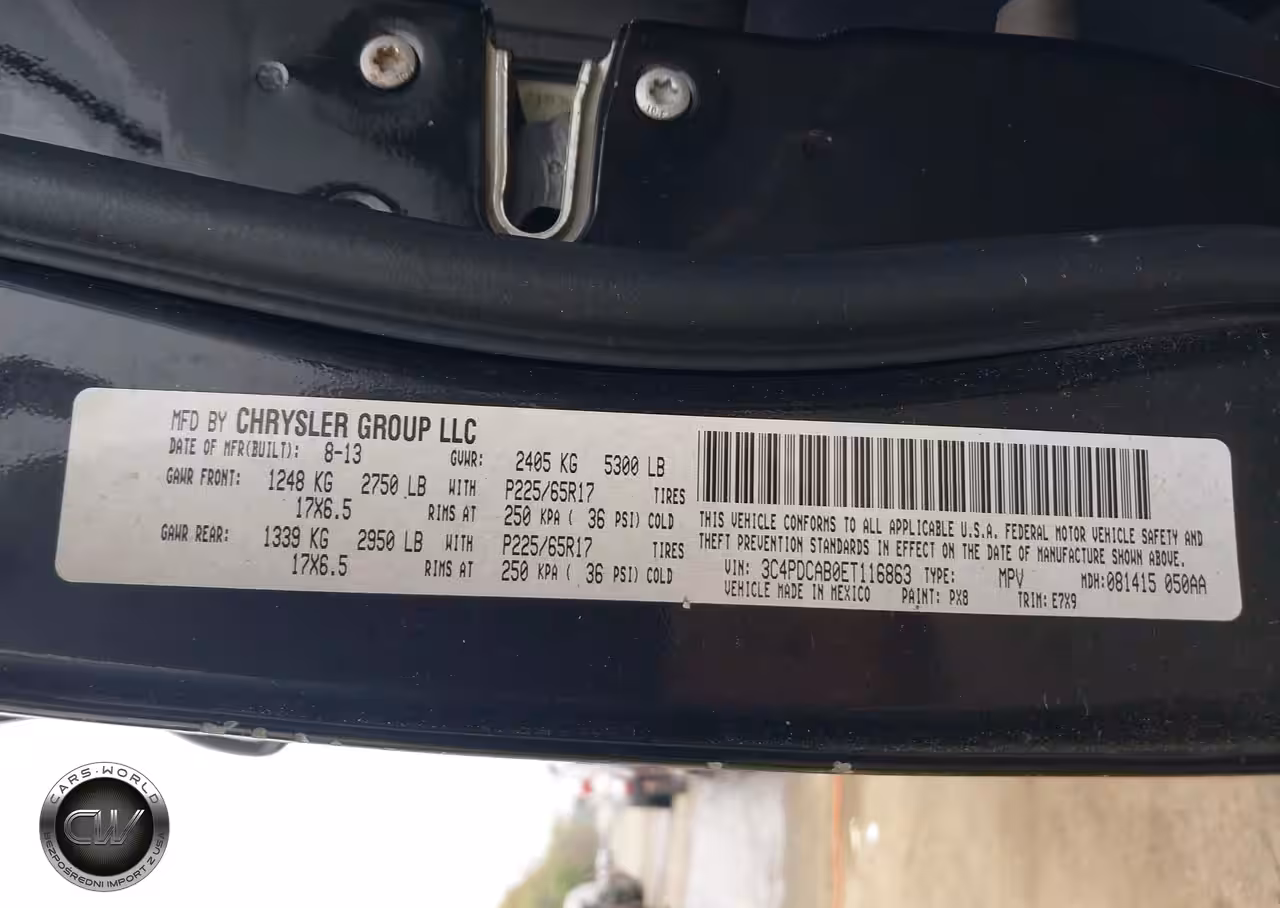 MFD BY CHRYSLER GROUP LLC
DATE OF MFR(BUILT): 8-13 GVWR: 2405 KG 5300 LB
GAWR FRONT: 1248 KG 2750 LB WITH P225/65R17 TIRES
17X6.5 RIMS AT 250 KPA ( 36 PSI) COLD
GAWR REAR: 1339 KG 2950 LB WITH P225/65R17 TIRES
17X6.5 RIMS AT 250 KPA ( 36 PSI) COLD
THIS VEHICLE CONFORMS TO ALL APPLICABLE U.S.A. FEDERAL MOTOR VEHICLE SAFETY AND
THEFT PREVENTION STANDARDS IN EFFECT ON THE DATE OF MANUFACTURE SHOWN ABOVE.
VIN: 3C4PDCAB0ET116863 TYPE: MPV MDH:081415 050AA
VEHICLE MADE IN MEXICO PAINT: PX8 TRIM: E7X9
CARS-WORLD
CW
BEZPOŚREDNI IMPORT Z USA